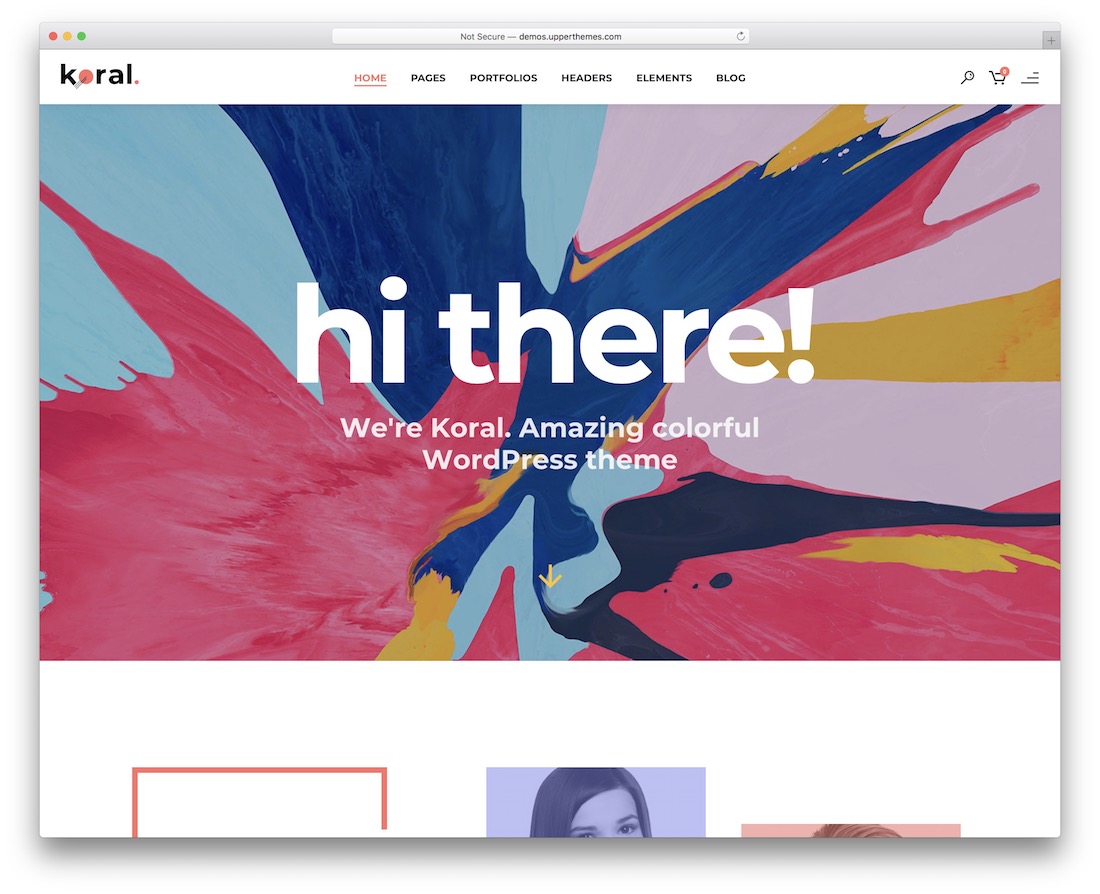 Not Secure — demos.upperthemes.com
koral.
HOME PAGES PORTFOLIOS HEADERS ELEMENTS BLOG
hi there!
We're Koral. Amazing colorful
WordPress theme